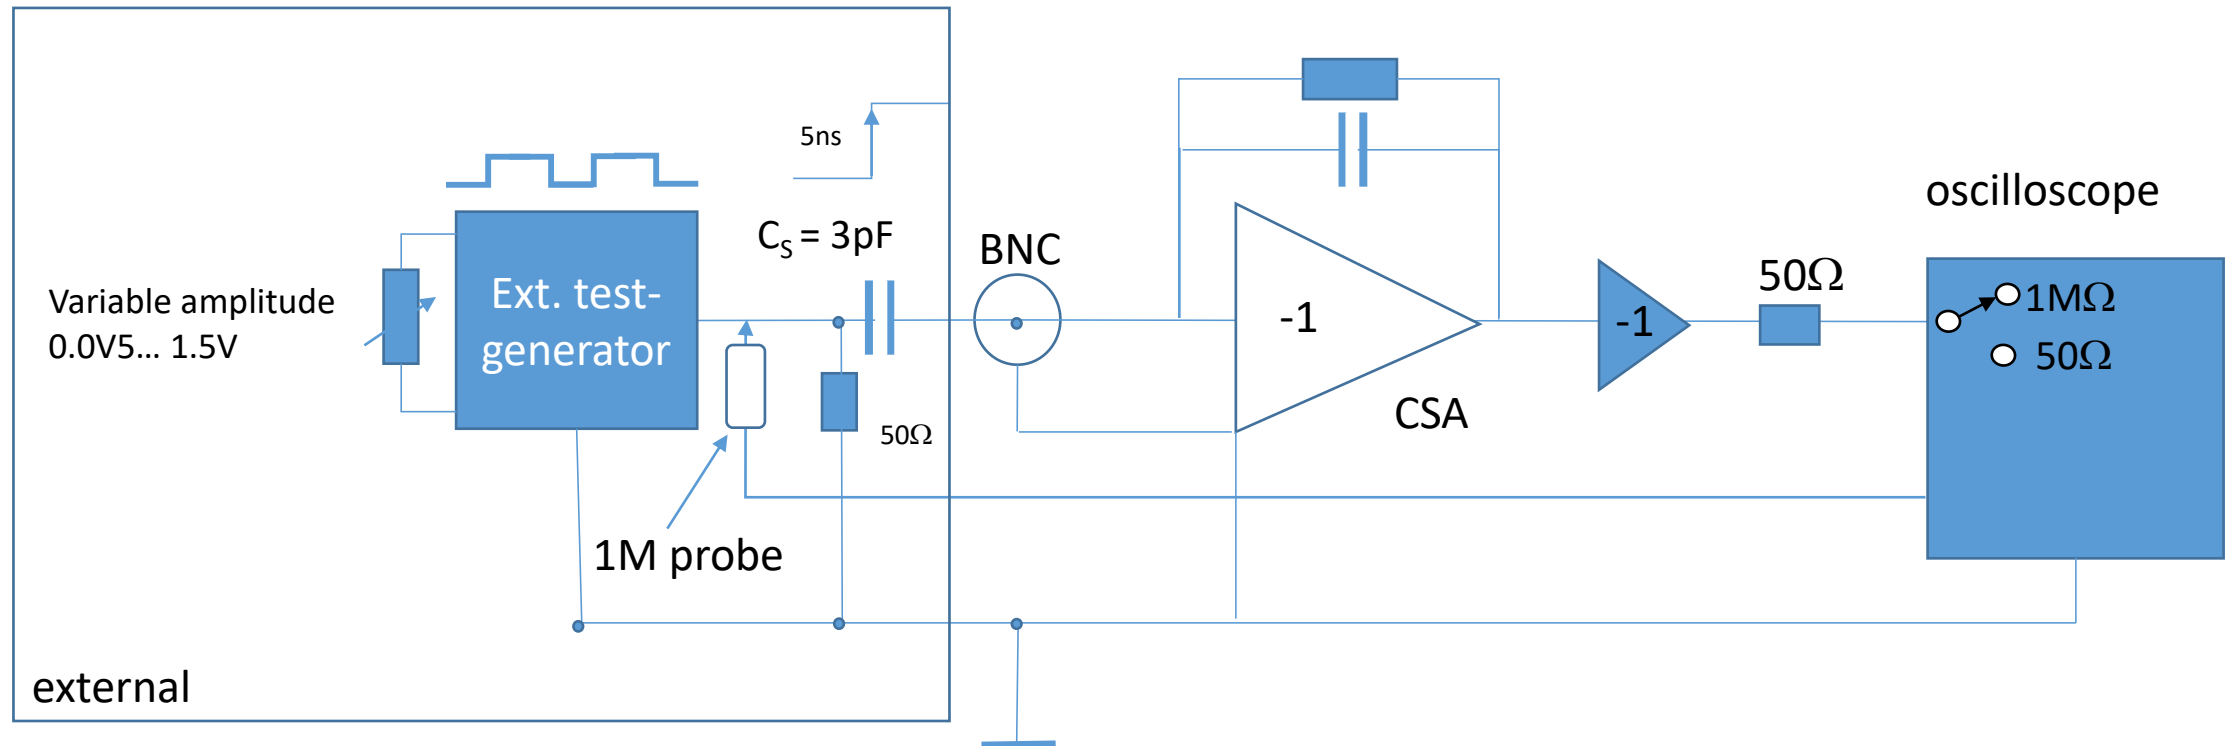 oscilloscope
5ns
C_S = 3pF
BNC
50Ω
Variable amplitude
0.0V5... 1.5V
Ext. test-
generator
-1
-1
1MΩ
50Ω
CSA
50Ω
1M probe
external